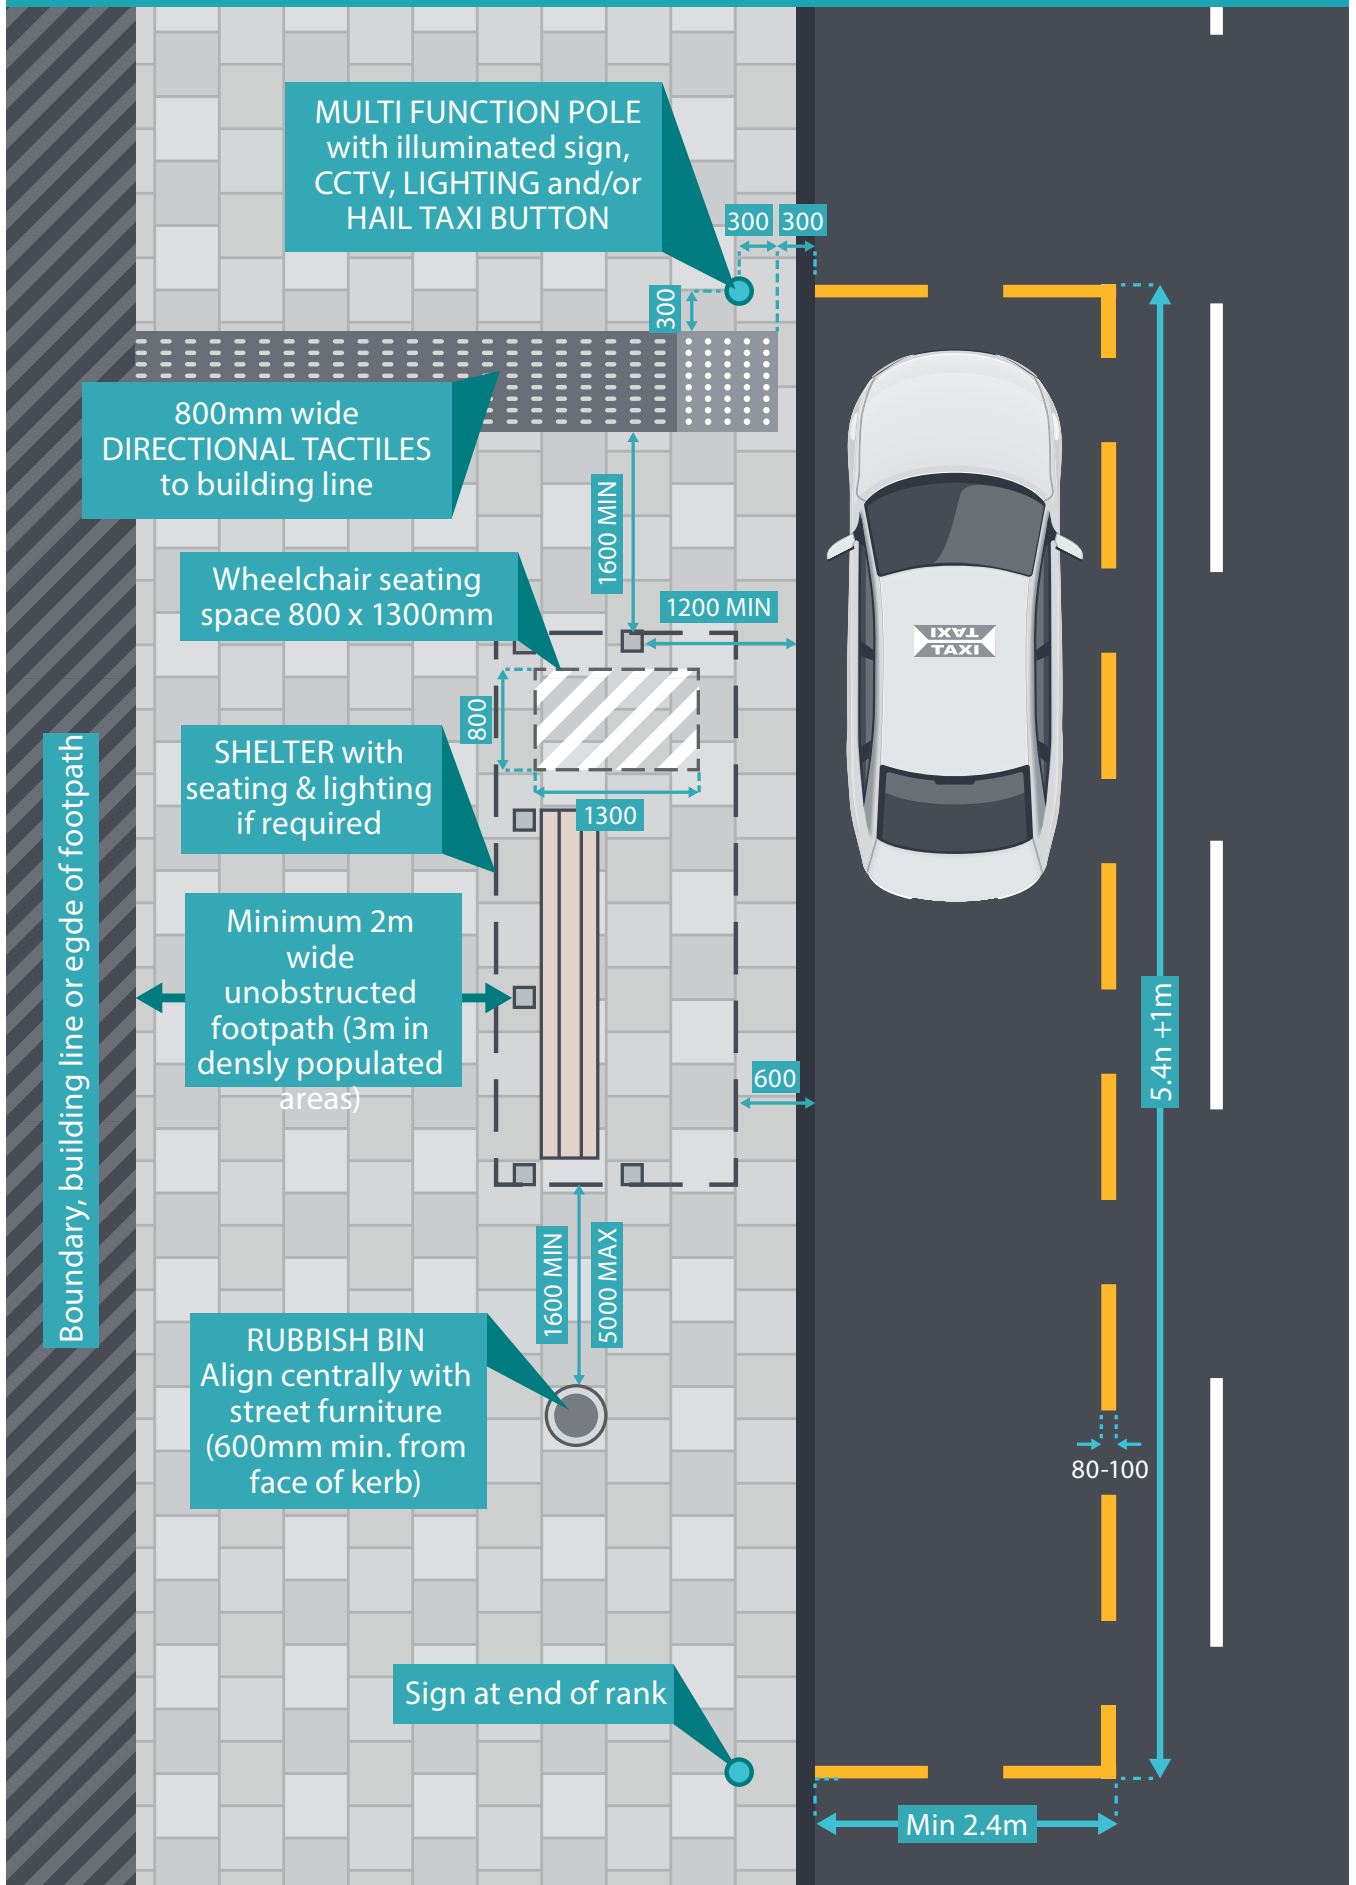 MULTI FUNCTION POLE
with illuminated sign,
CCTV, LIGHTING and/or
HAIL TAXI BUTTON
300
300
300
800mm wide
DIRECTIONAL TACTILES
to building line
1600 MIN
Wheelchair seating
space 800 x 1300mm
1200 MIN
TAXI
TAXI
800
SHELTER with
seating & lighting
if required
1300
Boundary, building line or egde of footpath
Minimum 2m
wide
unobstructed
footpath (3m in
densly populated
areas)
600
5.4n +1m
1600 MIN
5000 MAX
RUBBISH BIN
Align centrally with
street furniture
(600mm min. from
face of kerb)
80-100
Sign at end of rank
Min 2.4m